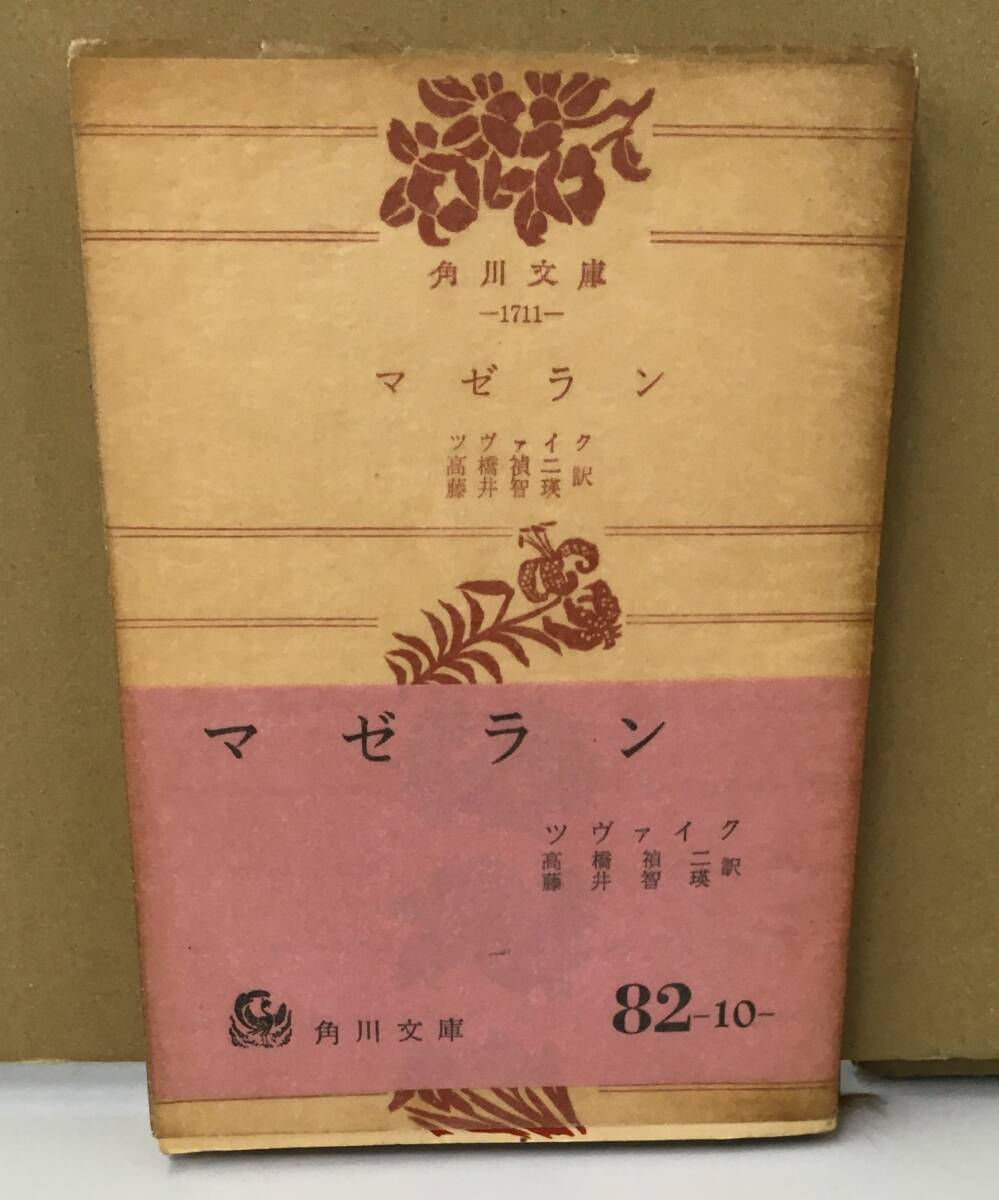 角川文庫
—1711—
マゼラン
ツヴァイク
高橋禎二
藤井智瑛
訳
マゼラン
ツヴァイク
高橋禎二
藤井智瑛
訳
角川文庫
82-10-